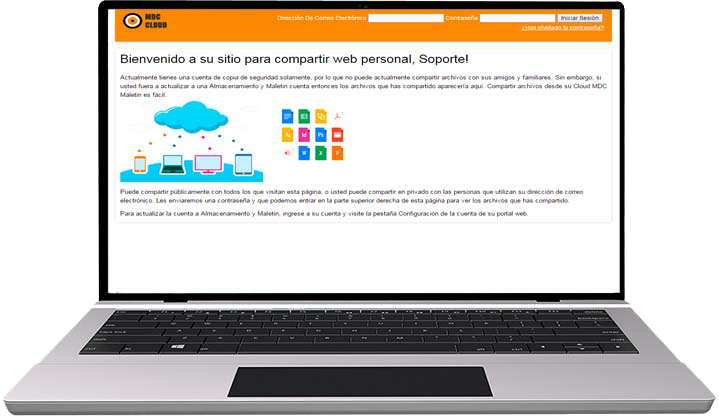 MDC
CLOUD
Dirección De Correo Electrónico
Contraseña
Iniciar Sesión
¿Has olvidado tu contraseña?
Bienvenido a su sitio para compartir web personal, Soporte!
Actualmente tienes una cuenta de copia de seguridad solamente, por lo que no puede actualmente compartir archivos con sus amigos y familiares. Sin embargo, si
usted fuera a actualizar a una Almacenamiento y Maletin cuenta entonces los archivos que has compartido aparecería aquí. Compartir archivos desde su Cloud MDC
Maletin es fácil:
Ai
Id
Ps
W
X
P
Puede compartir públicamente con todos los que visitan esta página, o usted puede compartir en privado con las personas que utilizan su dirección de correo
electrónico. Les enviaremos una contraseña y que podemos entrar en la parte superior derecha de esta página para ver los archivos que has compartido.
Para actualizar la cuenta a Almacenamiento y Maletin, ingrese a su cuenta y visite la pestaña Configuración de la cuenta de su portal web.